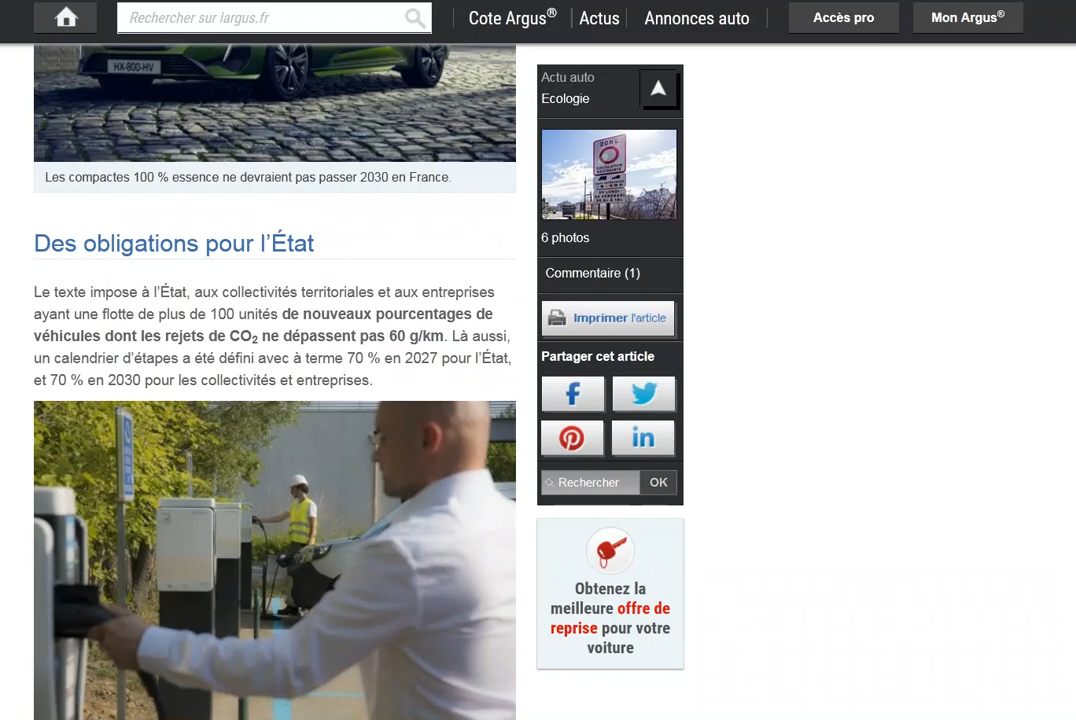 Rechercher sur largus.fr
Cote Argus® Actus Annonces auto Accès pro Mon Argus®
HX-800-HV
Les compactes 100 % essence ne devraient pas passer 2030 en France.
Des obligations pour l'État
Le texte impose à l'État, aux collectivités territoriales et aux entreprises
ayant une flotte de plus de 100 unités de nouveaux pourcentages de
véhicules dont les rejets de CO2 ne dépassent pas 60 g/km. Là aussi,
un calendrier d'étapes a été défini avec à terme 70 % en 2027 pour l'État,
et 70 % en 2030 pour les collectivités et entreprises.
Actu auto
Ecologie
ZONE
CIRCULATION
RESTREINTE
6 photos
Commentaire (1)
Imprimer l'article
Partager cet article
Rechercher OK
Obtenez la
meilleure offre de
reprise pour votre
voiture